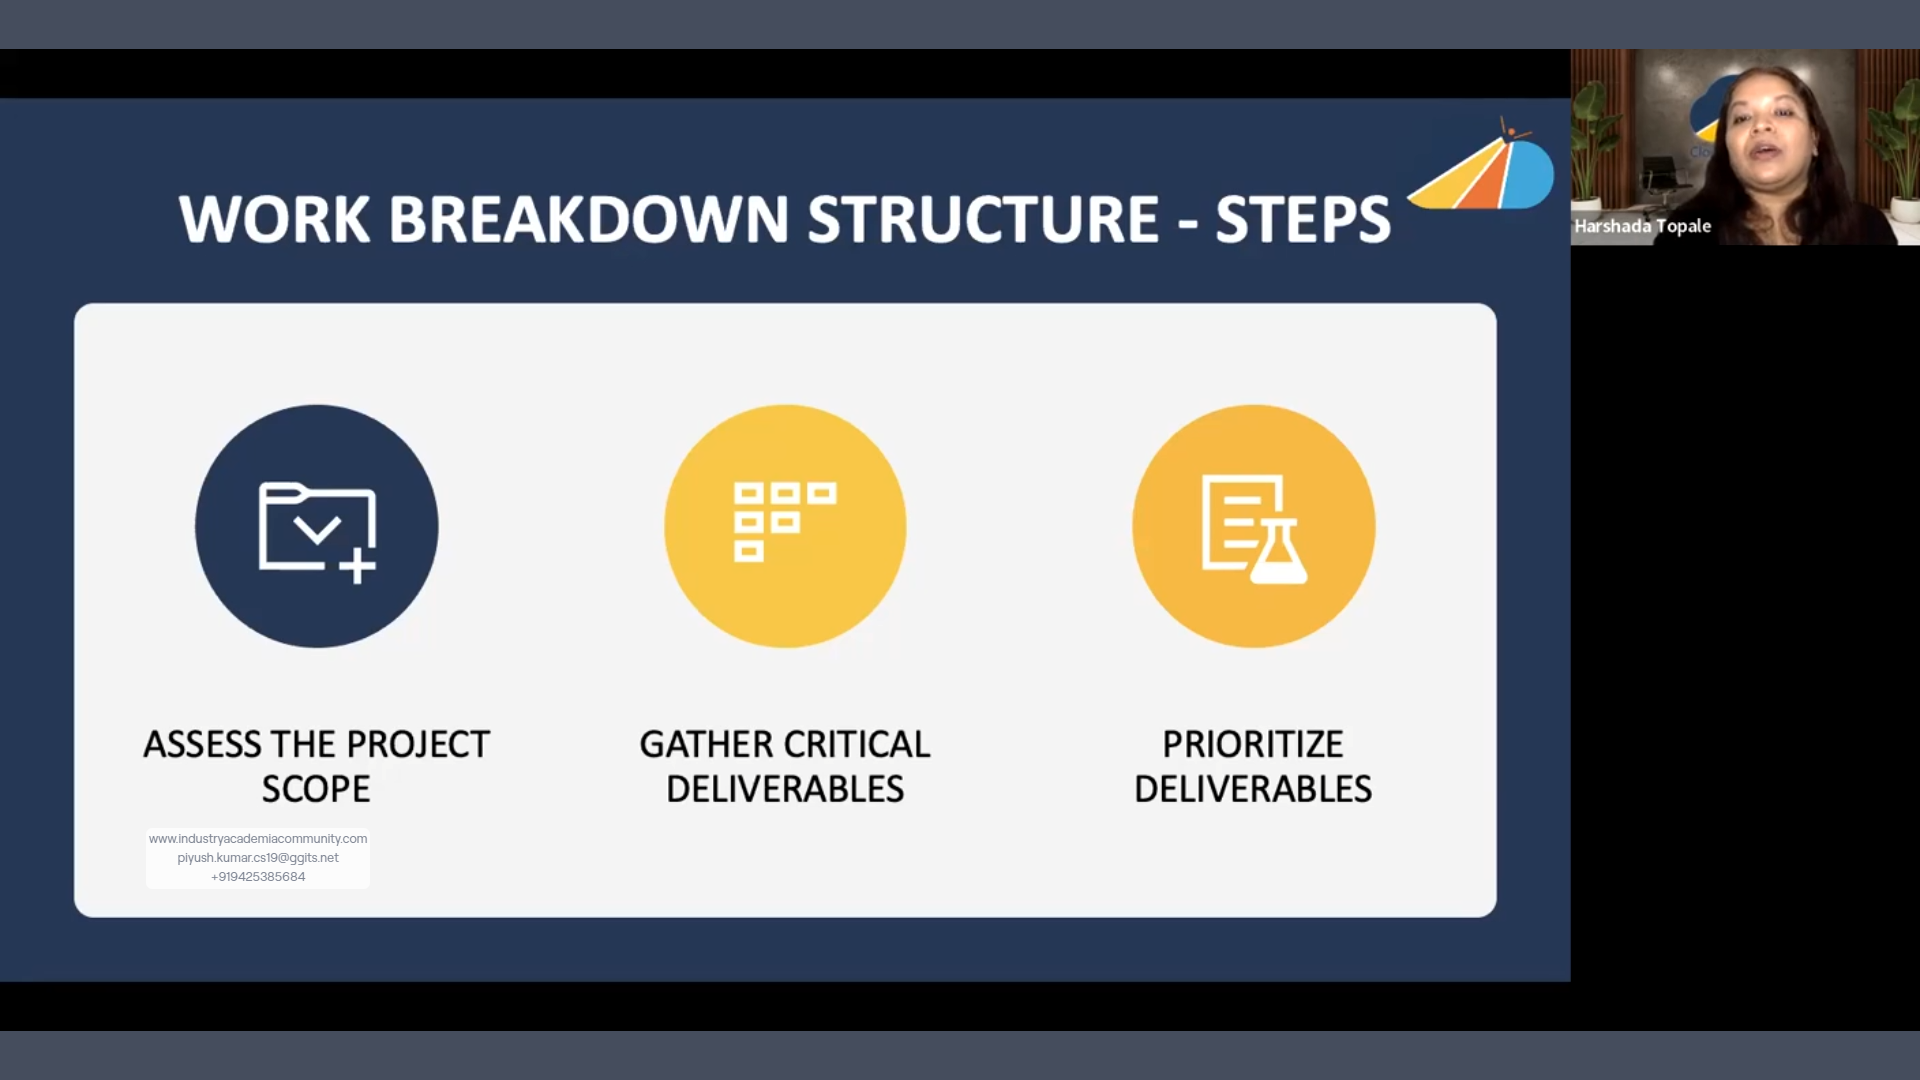 WORK BREAKDOWN STRUCTURE - STEPS
Harshada Topale
ASSESS THE PROJECT
SCOPE
GATHER CRITICAL
DELIVERABLES
PRIORITIZE
DELIVERABLES
www.industryacademiacommunity.com
piyush.kumar.cs19@ggits.net
+919425385684